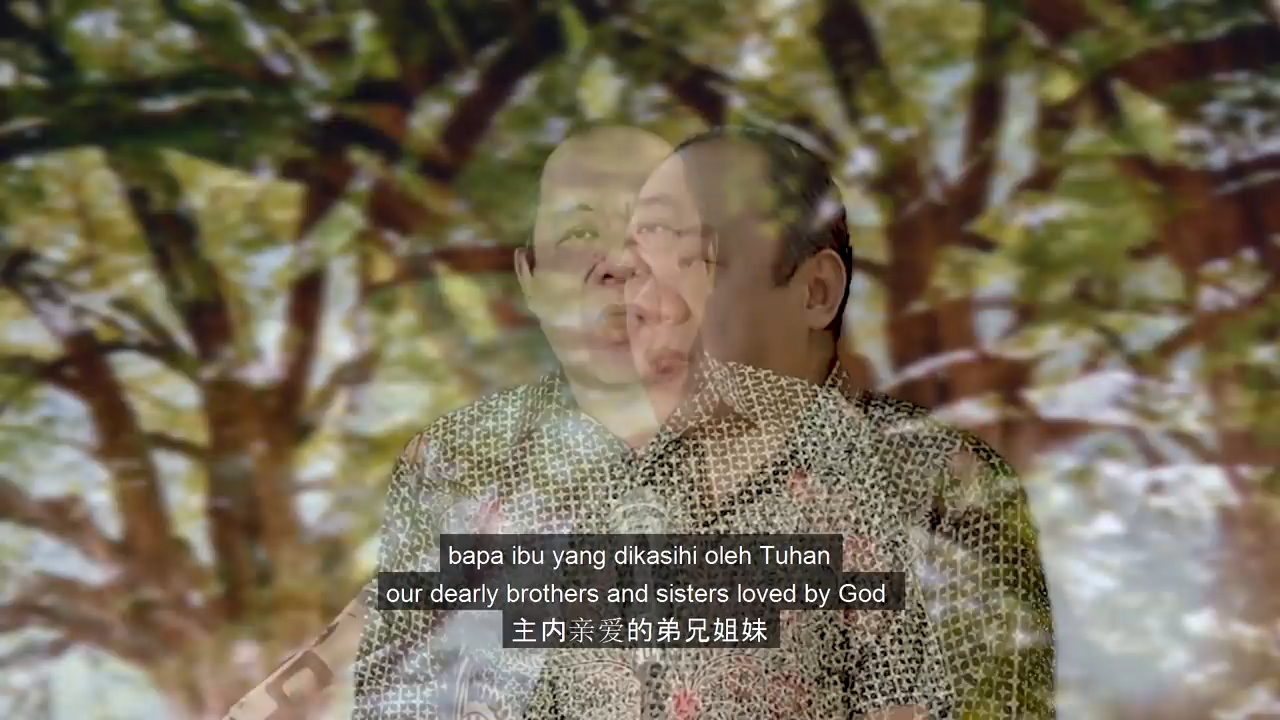 bapa ibu yang dikasihi oleh Tuhan
our dearly brothers and sisters loved by God
主内亲爱的弟兄姐妹